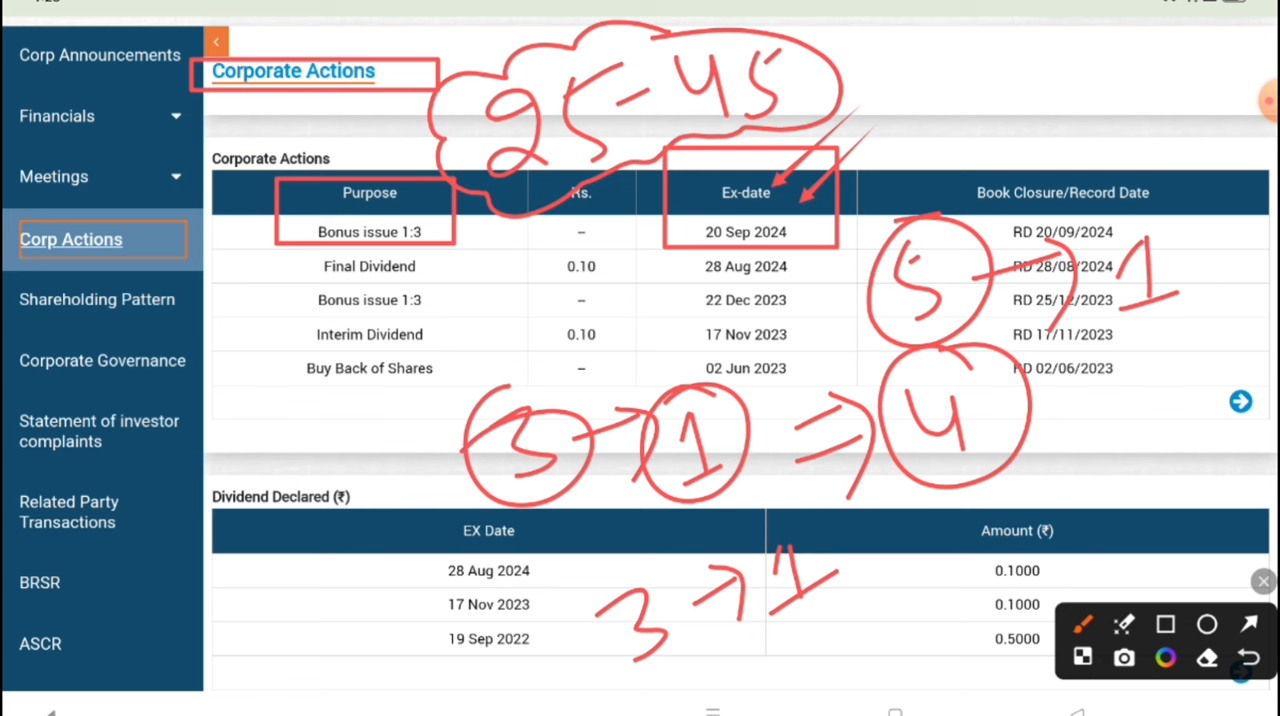 Corp Announcements
Financials
Meetings
Corp Actions
Shareholding Pattern
Corporate Governance
Statement of investor
complaints
Related Party
Transactions
BRSR
ASCR
Corporate Actions
25-45
Corporate Actions
Purpose Rs. Ex-date Book Closure/Record Date
Bonus issue 1:3 – 20 Sep 2024 RD 20/09/2024
Final Dividend 0.10 28 Aug 2024 RD 28/08/2024
Bonus issue 1:3 – 22 Dec 2023 RD 25/12/2023
Interim Dividend 0.10 17 Nov 2023 RD 17/11/2023
Buy Back of Shares – 02 Jun 2023 RD 02/06/2023
5 → 1
3 → 1 ⇒ 4
Dividend Declared (₹)
EX Date Amount (₹)
28 Aug 2024 0.1000
17 Nov 2023 0.1000
19 Sep 2022 0.5000
3 → 1